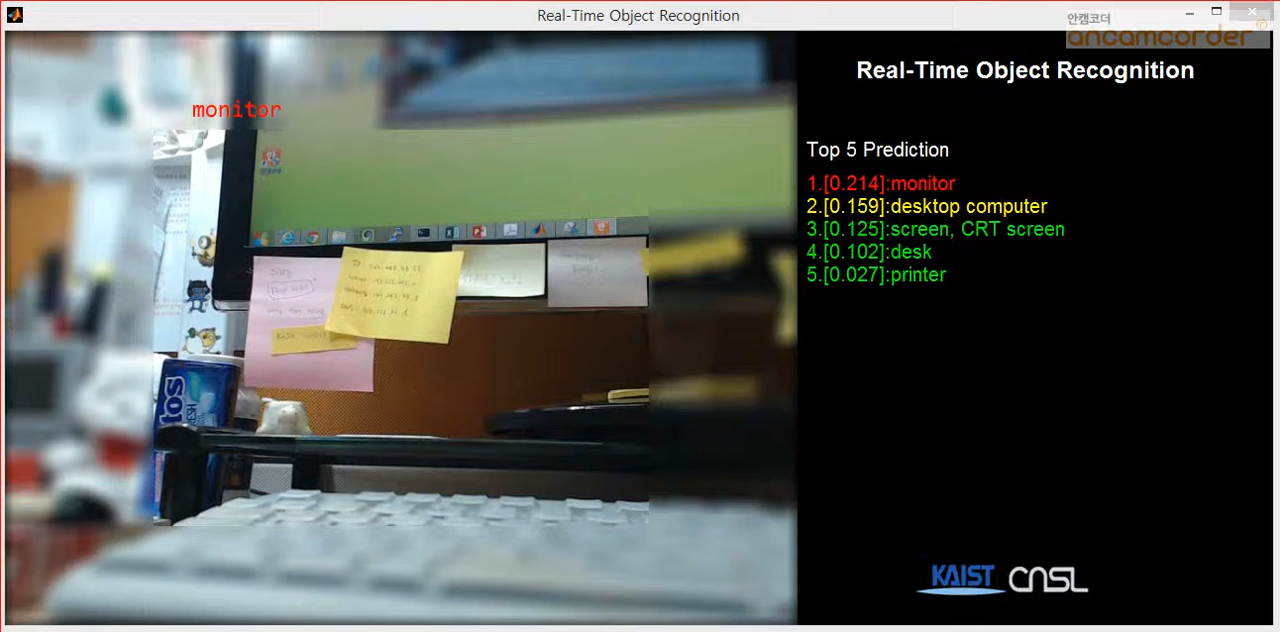 Real-Time Object Recognition
안캠코더
ancamcorder
Real-Time Object Recognition
monitor
Top 5 Prediction
1.[0.214]:monitor
2.[0.159]:desktop computer
3.[0.125]:screen, CRT screen
4.[0.102]:desk
5.[0.027]:printer
tos
KAIST CNSL